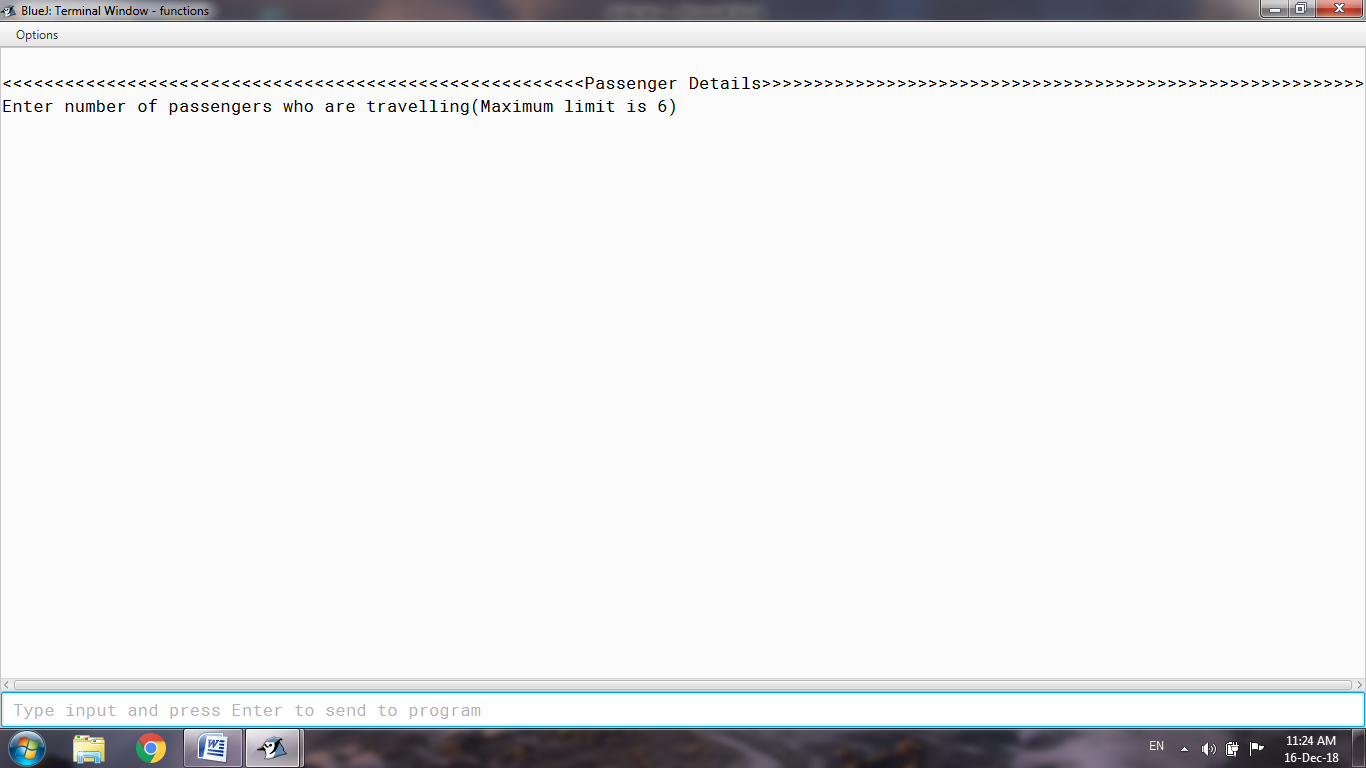 BlueJ: Terminal Window - functions
Options
<<<<<<<<<<<<<<<<<<<<<<<<<<<<<<<<<<<<<<<<<<<<<<<<<<<<<<<<Passenger Details>>>>>>>>>>>>>>>>>>>>>>>>>>>>>>>>>>>>>>>>>>>>>>>>>>>>>>>>>>
Enter number of passengers who are travelling(Maximum limit is 6)
Type input and press Enter to send to program
EN
11:24 AM
16-Dec-18